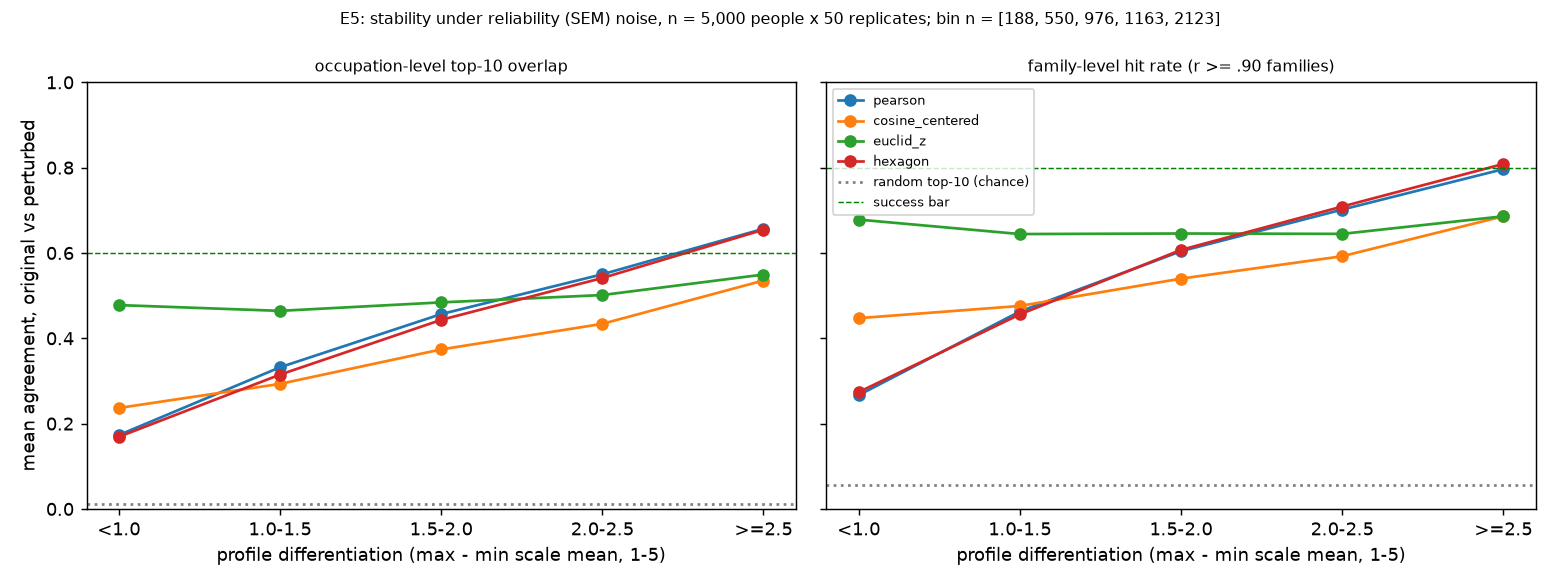 E5: stability under reliability (SEM) noise, n = 5,000 people x 50 replicates; bin n = [188, 550, 976, 1163, 2123]
occupation-level top-10 overlap
mean agreement, original vs perturbed
1.0
0.8
0.6
0.4
0.2
0.0
<1.0
1.0-1.5
1.5-2.0
2.0-2.5
>=2.5
profile differentiation (max - min scale mean, 1-5)
family-level hit rate (r >= .90 families)
pearson
cosine_centered
euclid_z
hexagon
random top-10 (chance)
success bar
<1.0
1.0-1.5
1.5-2.0
2.0-2.5
>=2.5
profile differentiation (max - min scale mean, 1-5)